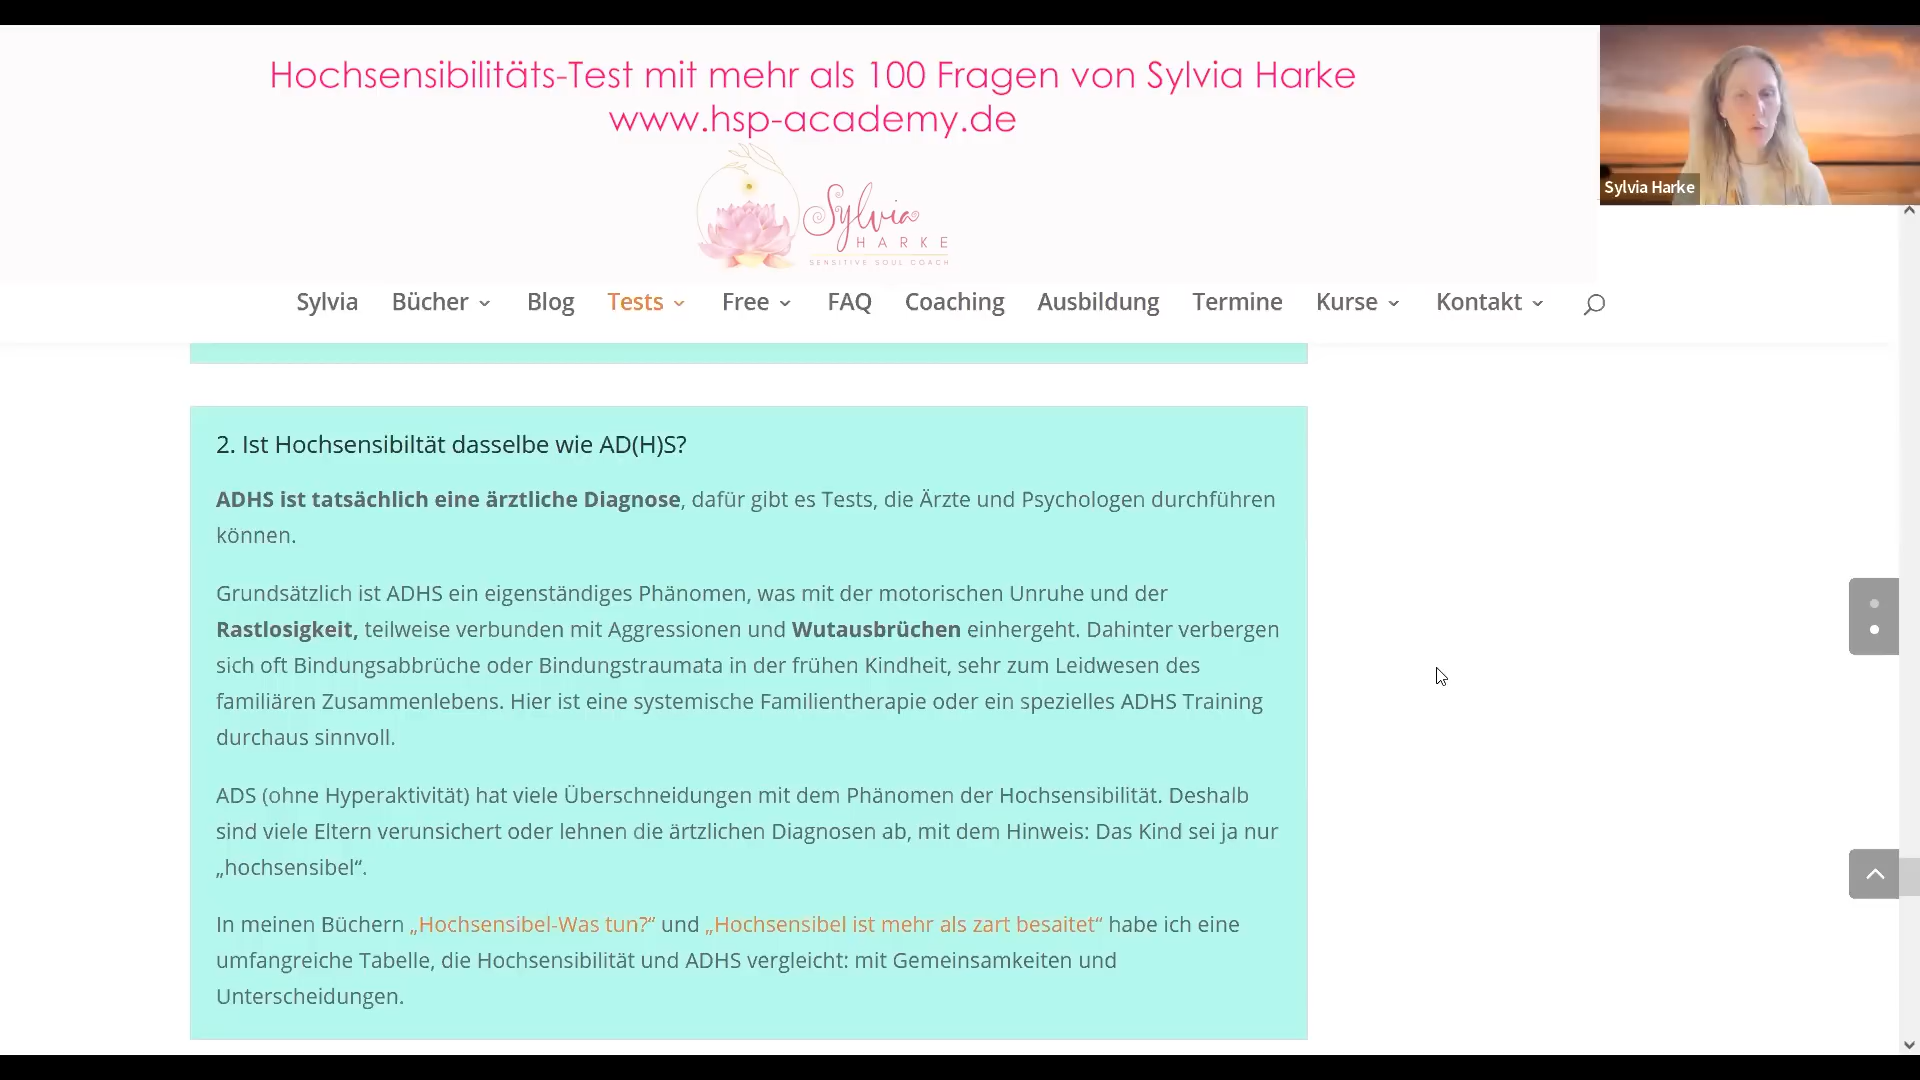 Hochsensibilitäts-Test mit mehr als 100 Fragen von Sylvia Harke
www.hsp-academy.de
Sylvia
HARKE
SENSITIVE SOUL COACH
Sylvia Harke
Sylvia Bücher Blog Tests Free FAQ Coaching Ausbildung Termine Kurse Kontakt
2. Ist Hochsensibiltät dasselbe wie AD(H)S?
ADHS ist tatsächlich eine ärztliche Diagnose, dafür gibt es Tests, die Ärzte und Psychologen durchführen
können.
Grundsätzlich ist ADHS ein eigenständiges Phänomen, was mit der motorischen Unruhe und der
Rastlosigkeit, teilweise verbunden mit Aggressionen und Wutausbrüchen einhergeht. Dahinter verbergen
sich oft Bindungsabbrüche oder Bindungstraumata in der frühen Kindheit, sehr zum Leidwesen des
familiären Zusammenlebens. Hier ist eine systemische Familientherapie oder ein spezielles ADHS Training
durchaus sinnvoll.
ADS (ohne Hyperaktivität) hat viele Überschneidungen mit dem Phänomen der Hochsensibilität. Deshalb
sind viele Eltern verunsichert oder lehnen die ärtzlichen Diagnosen ab, mit dem Hinweis: Das Kind sei ja nur
„hochsensibel“.
In meinen Büchern „Hochsensibel-Was tun?“ und „Hochsensibel ist mehr als zart besaitet“ habe ich eine
umfangreiche Tabelle, die Hochsensibilität und ADHS vergleicht: mit Gemeinsamkeiten und
Unterscheidungen.